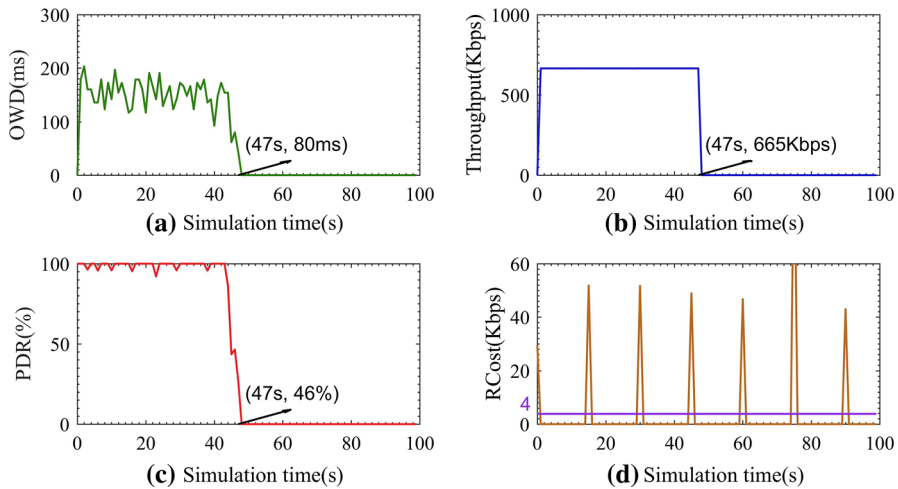 300
200
100
0
OWD(ms)
(47s, 80ms)
0 20 40 60 80 100
(a) Simulation time(s)
1000
500
0
Throughput(Kbps)
(47s, 665Kbps)
0 20 40 60 80 100
(b) Simulation time(s)
100
50
0
PDR(%)
(47s, 46%)
0 20 40 60 80 100
(c) Simulation time(s)
60
40
20
4
0
RCost(Kbps)
0 20 40 60 80 100
(d) Simulation time(s)